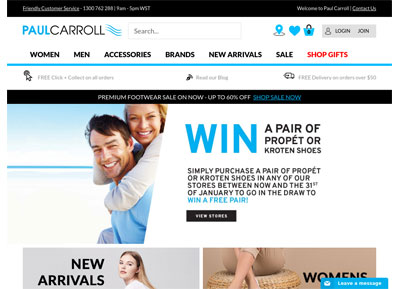 Friendly Customer Service - 1300 762 288 | 9am - 5pm WST
Welcome to Paul Carroll | Contact Us
PAULCARROLL
Search...
0
LOGIN JOIN
WOMEN MEN ACCESSORIES BRANDS NEW ARRIVALS SALE SHOP GIFTS
FREE Click + Collect on all orders
Read our Blog
FREE Delivery on orders over $50
PREMIUM FOOTWEAR SALE ON NOW - UP TO 60% OFF SHOP SALE NOW
WIN
A PAIR OF
PROPÉT OR
KROTEN SHOES
SIMPLY PURCHASE A PAIR OF PROPÉT
OR KROTEN SHOES IN ANY OF OUR
STORES BETWEEN NOW AND THE 31ST
OF JANUARY TO GO IN THE DRAW TO
WIN A FREE PAIR!
VIEW STORES
NEW
ARRIVALS
WOMENS
Leave a message